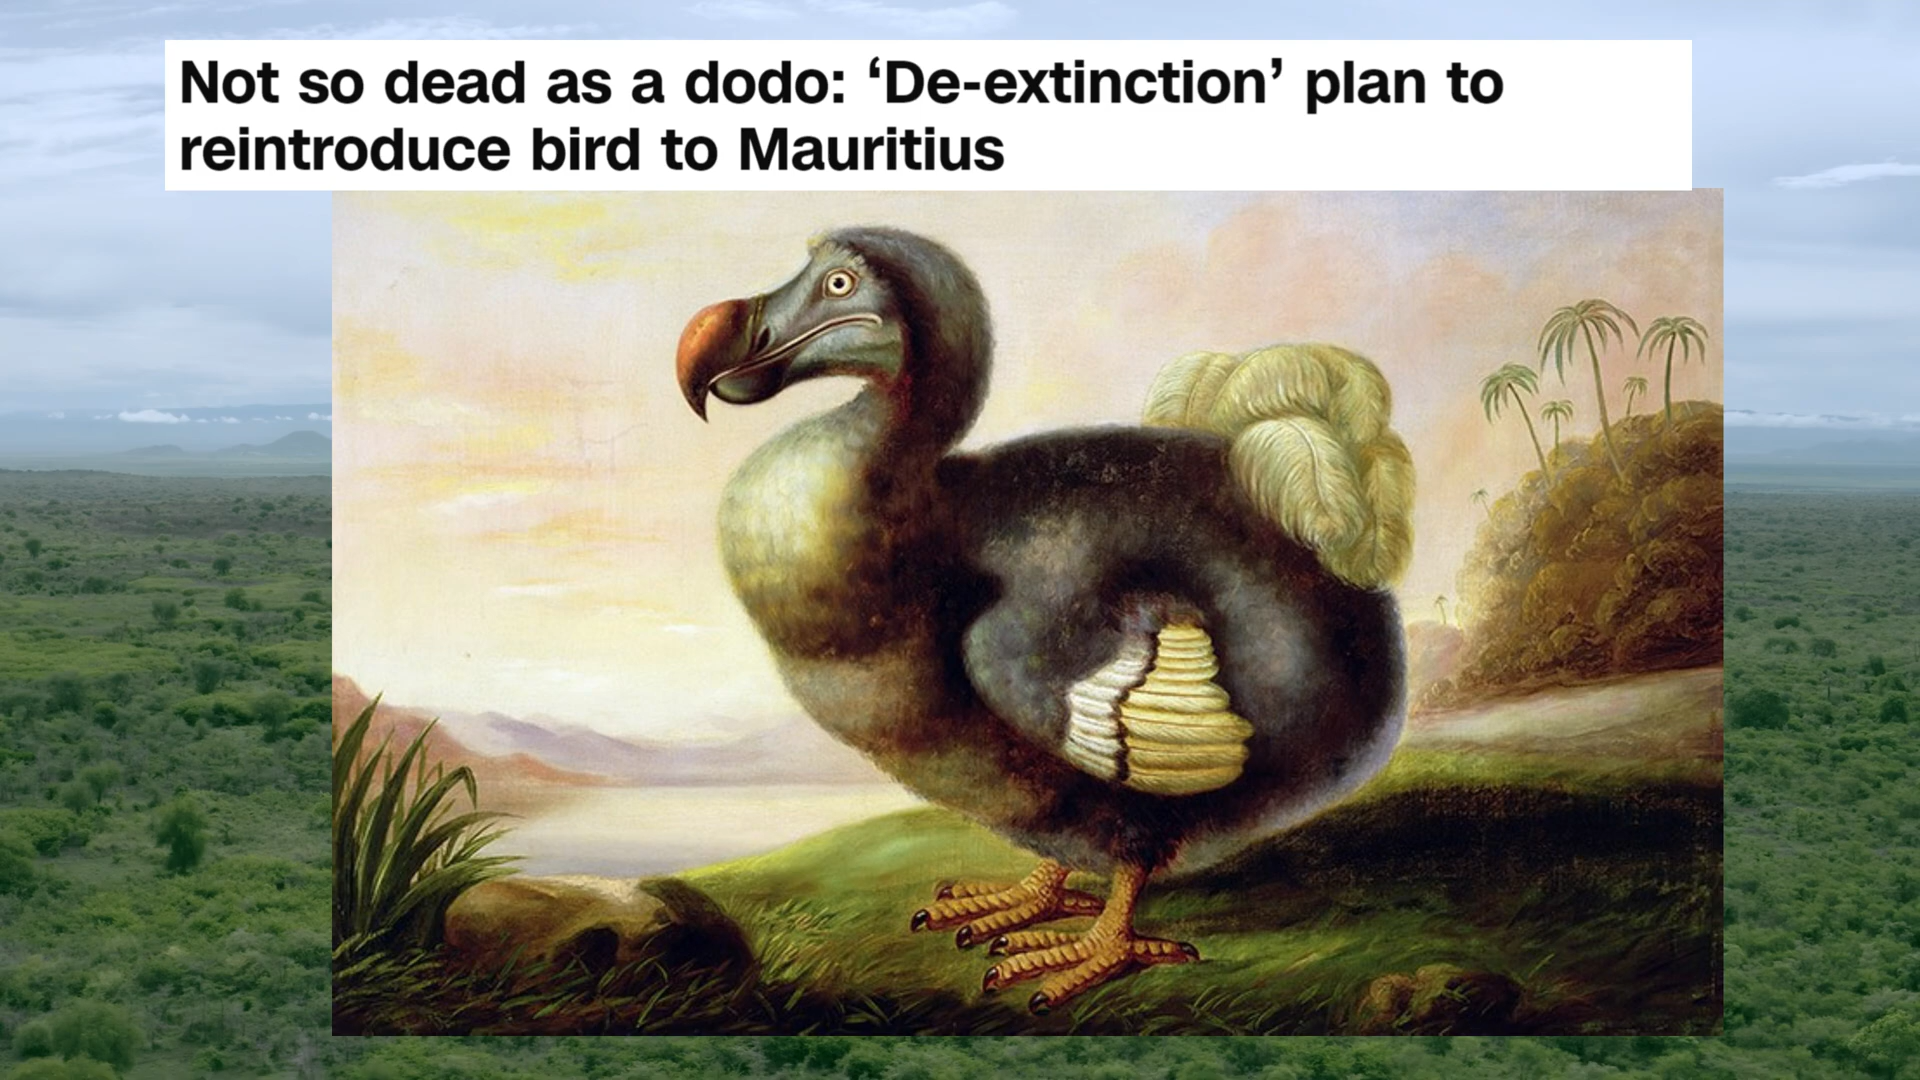 Not so dead as a dodo: ‘De-extinction’ plan to
reintroduce bird to Mauritius